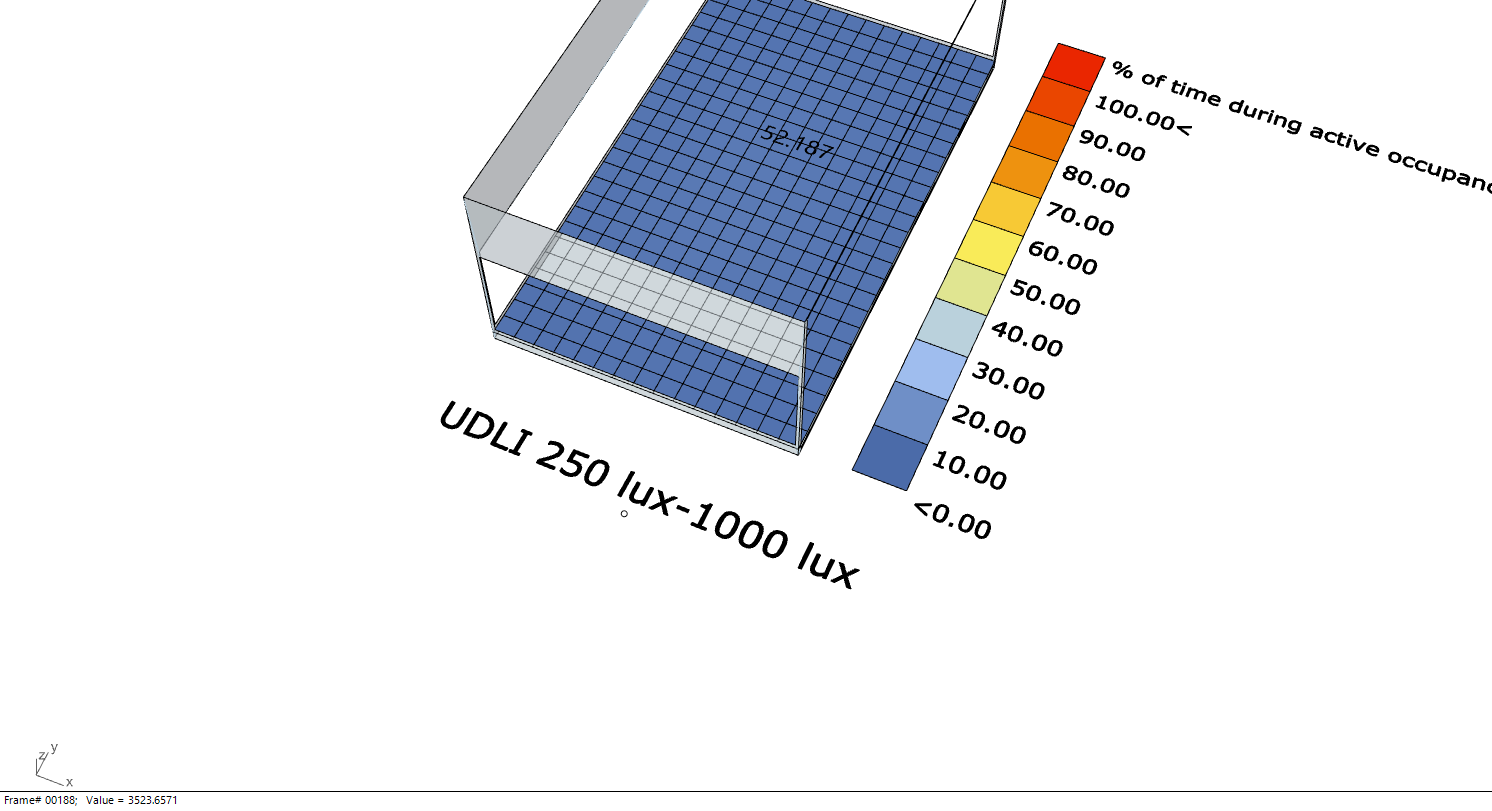 % of time during active occupanc
100.00<
90.00
80.00
70.00
60.00
50.00
40.00
30.00
20.00
10.00
<0.00
52.187
UDLI 250 lux-1000 lux
z
y
x
Frame# 00188; Value = 3523.6571